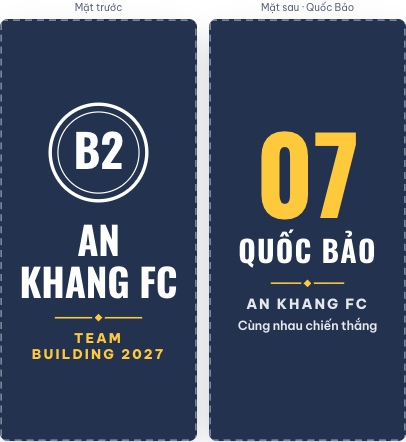 Mặt trước
B2
AN
KHANG FC
TEAM
BUILDING 2027
Mặt sau · Quốc Bảo
07
QUỐC BẢO
AN KHANG FC
Cùng nhau chiến thắng